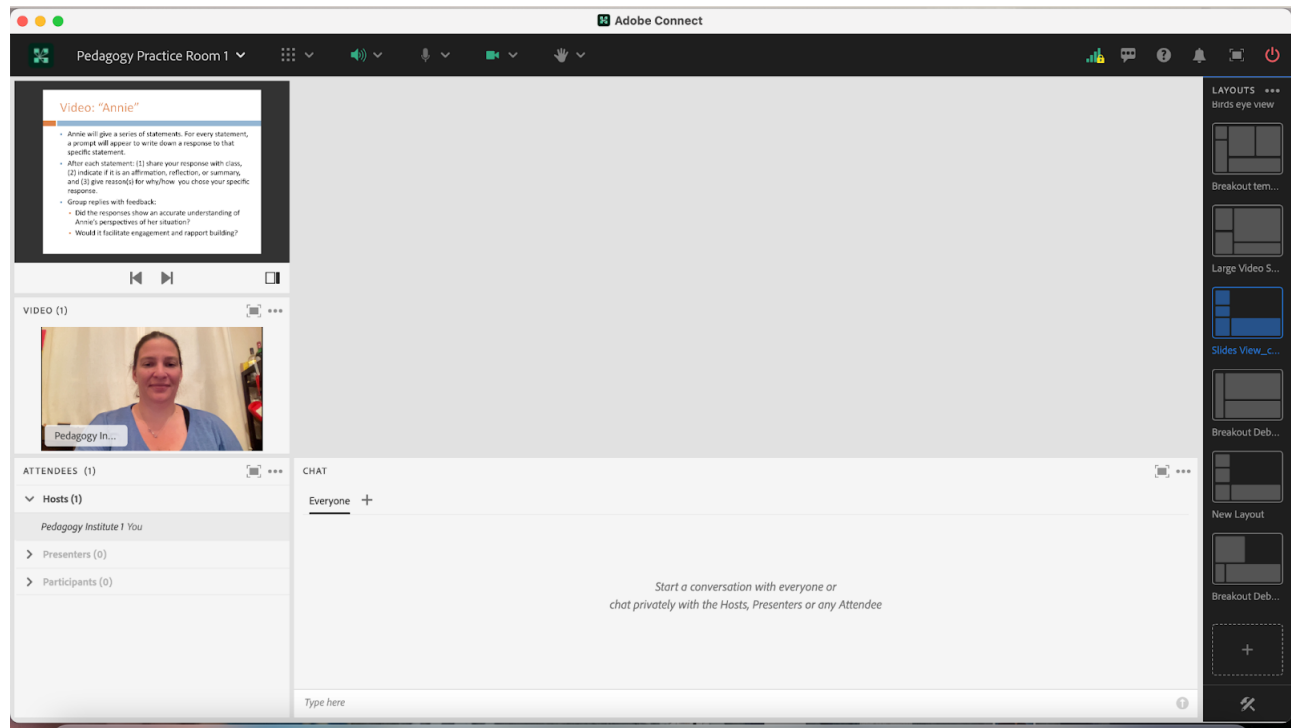 Adobe Connect
Pedagogy Practice Room 1
Video: “Annie”
• Annie will give a series of statements. For every statement,
a prompt will appear to write down a response to that
specific statement.
• After each statement: (1) share your response with class,
(2) indicate if it is an affirmation, reflection, or summary,
and (3) give reason(s) for why/how you chose your specific
response.
• Group replies with feedback:
• Did the responses show an accurate understanding of
Annie's perspectives of her situation?
• Would it facilitate engagement and rapport building?
VIDEO (1)
Pedagogy In...
ATTENDEES (1)
Hosts (1)
Pedagogy Institute 1 You
Presenters (0)
Participants (0)
CHAT
Everyone
Start a conversation with everyone or
chat privately with the Hosts, Presenters or any Attendee
Type here
LAYOUTS
Birds eye view
Breakout tem...
Large Video S...
Slides View_c...
Breakout Deb...
New Layout
Breakout Deb...